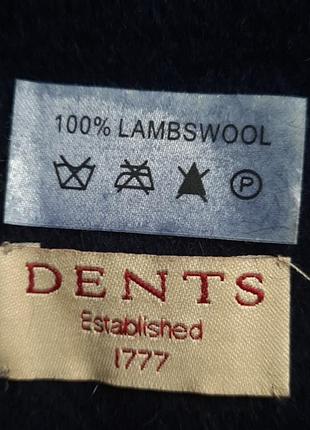 100% LAMBSWOOL
P
DENTS
Established
1777